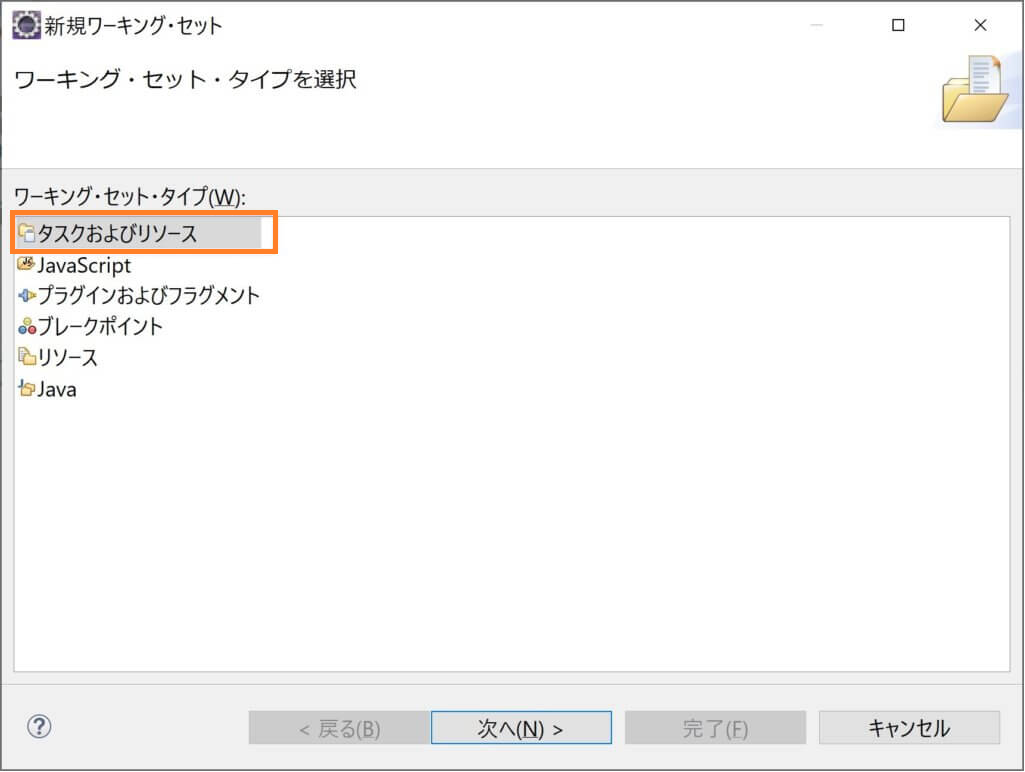 新規ワーキング・セット
ワーキング・セット・タイプを選択
ワーキング・セット・タイプ(W):
タスクおよびリソース
JavaScript
プラグインおよびフラグメント
ブレークポイント
リソース
Java
< 戻る(B) 次へ(N) > 完了(F) キャンセル